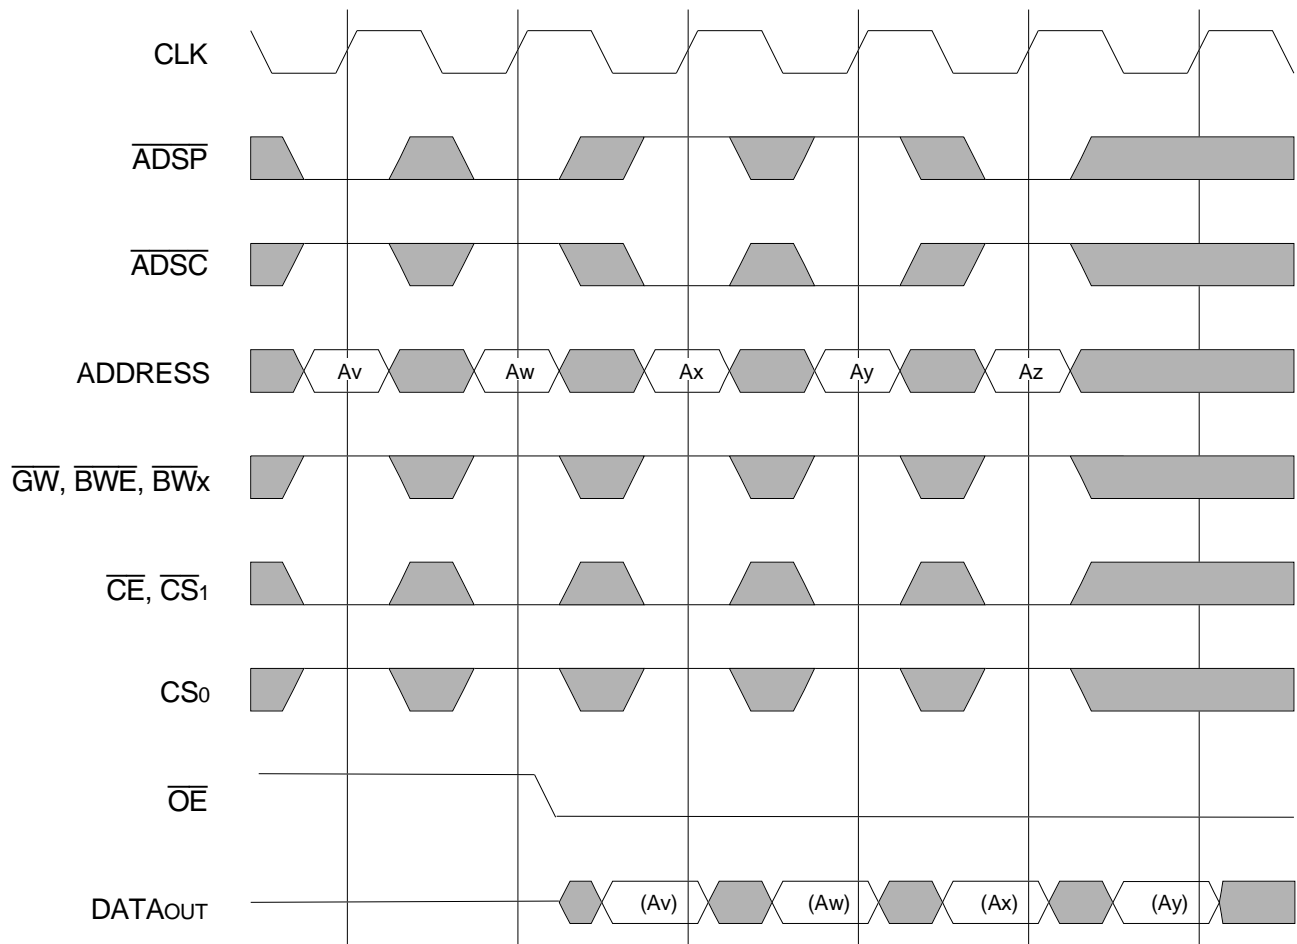 CLK
ADSP
ADSC
ADDRESS Av Aw Ax Ay Az
GW, BWE, BWx
CE, CS1
CS0
OE
DATAOUT (Av) (Aw) (Ax) (Ay)